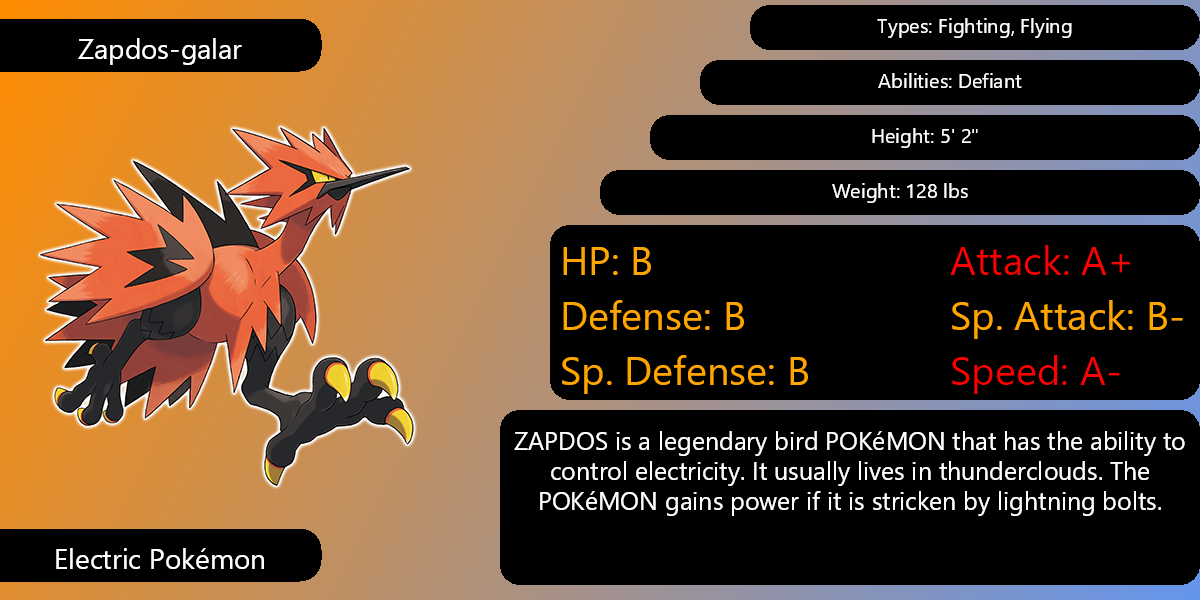 Zapdos-galar
Types: Fighting, Flying
Abilities: Defiant
Height: 5' 2"
Weight: 128 lbs
HP: B
Attack: A+
Defense: B
Sp. Attack: B-
Sp. Defense: B
Speed: A-
ZAPDOS is a legendary bird POKéMON that has the ability to
control electricity. It usually lives in thunderclouds. The
POKéMON gains power if it is stricken by lightning bolts.
Electric Pokémon